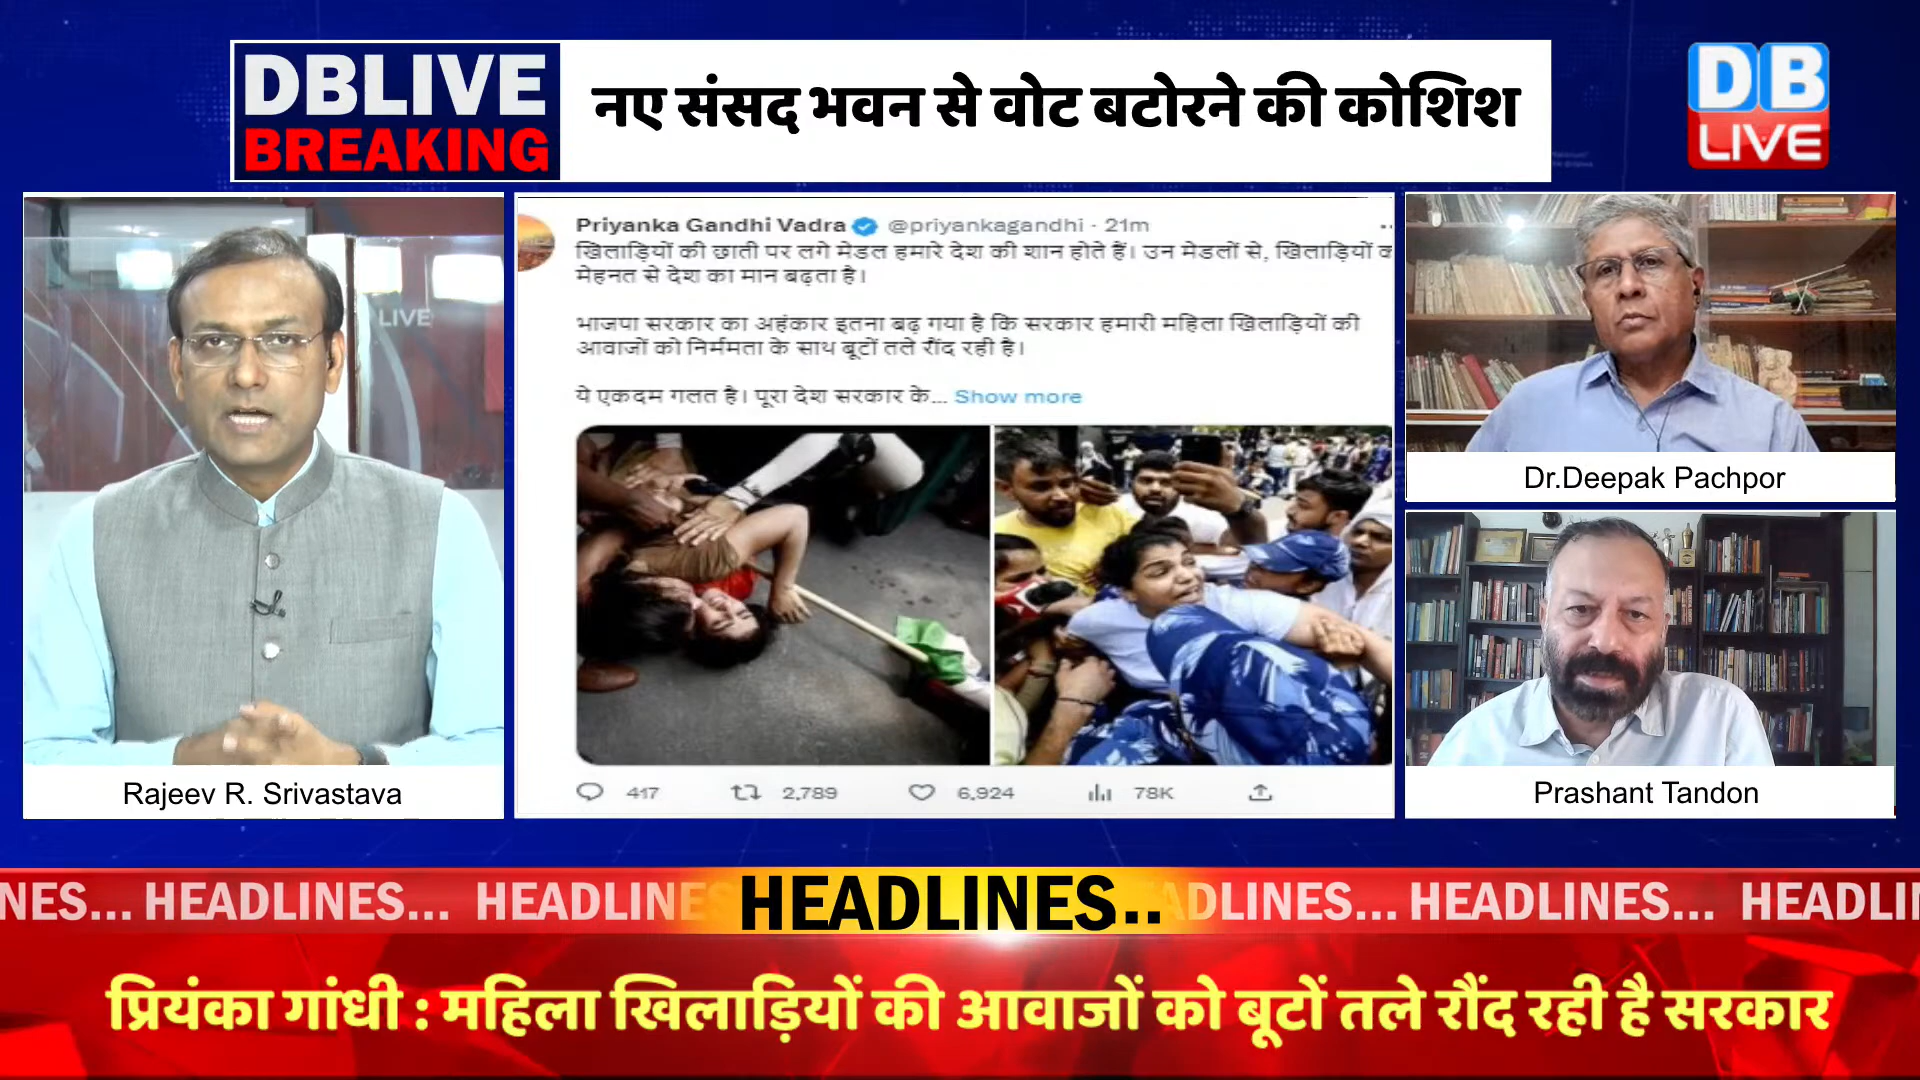 DBLIVE
BREAKING
नए संसद भवन से वोट बटोरने की कोशिश
DB
LIVE
LIVE
Priyanka Gandhi Vadra @priyankagandhi · 21m
खिलाड़ियों की छाती पर लगे मेडल हमारे देश की शान होते हैं। उन मेडलों से, खिलाड़ियों
मेहनत से देश का मान बढ़ता है।
भाजपा सरकार का अहंकार इतना बढ़ गया है कि सरकार हमारी महिला खिलाड़ियों की
आवाजों को निर्ममता के साथ बूटों तले रौंद रही है।
ये एकदम गलत है। पूरा देश सरकार के... Show more
417 2,789 6,924 78K
Rajeev R. Srivastava
Dr.Deepak Pachpor
Prashant Tandon
NES... HEADLINES... HEADLINES HEADLINES.. ADLINES... HEADLINES... HEADLI
प्रियंका गांधी : महिला खिलाड़ियों की आवाजों को बूटों तले रौंद रही है सरकार